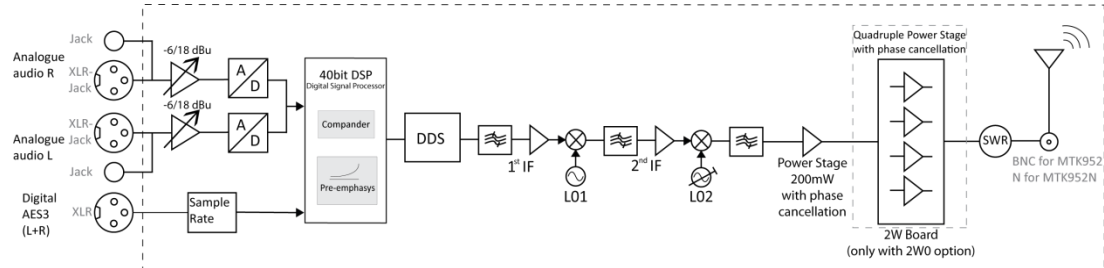 Jack
Analogue
audio R
XLR-
Jack
-6/18 dBu
A
D
XLR-
Jack
Analogue
audio L
Jack
-6/18 dBu
A
D
Digital
AES3
(L+R)
XLR
Sample
Rate
40bit DSP
Digital Signal Processor
Compander
Pre-emphasys
DDS
1st IF
L01
2nd IF
L02
Power Stage
200mW
with phase
cancellation
Quadruple Power Stage
with phase cancellation
2W Board
(only with 2W0 option)
SWR
BNC for MTK952
N for MTK952N